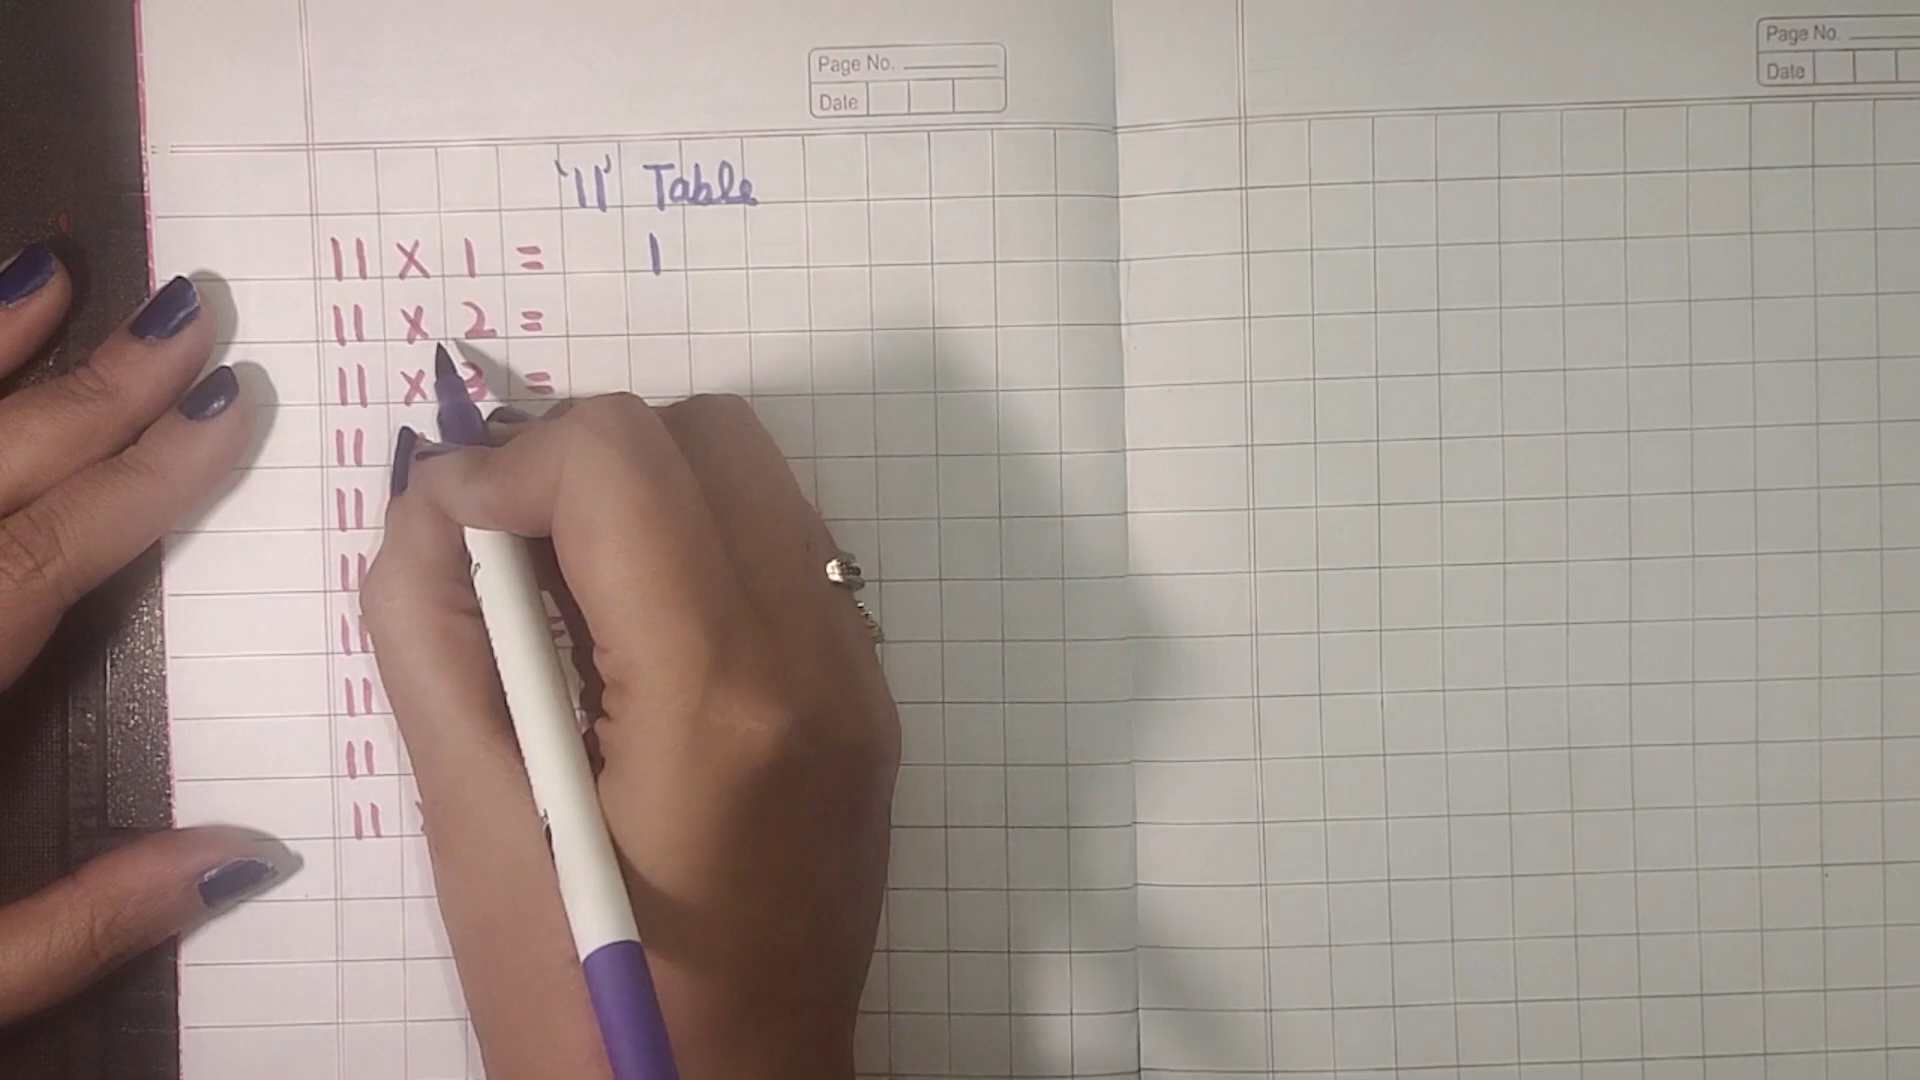 Page No.
Date
Page No.
Date
'11' Table
11 × 1 = 1
11 × 2 =
11 × 3 =
11
11
11
11
11
11
11